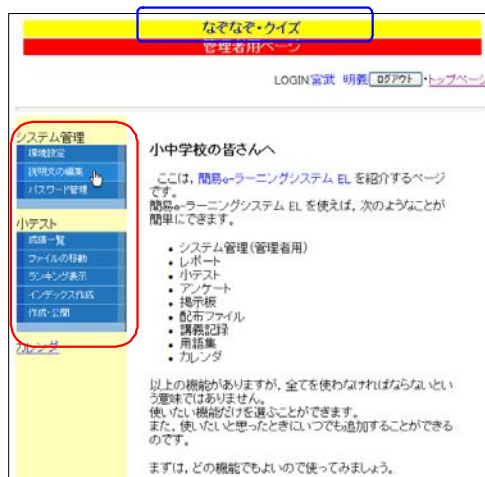 なぞなぞ・クイズ
管理者用ページ
LOGIN宮武 明義 ログアウト ・トップページ
システム管理
環境設定
説明文の編集
パスワード管理
小テスト
成績一覧
ファイルの移動
ランキング表示
インデックス作成
作成・公開
カレンダ
小中学校の皆さんへ
ここは, 簡易e-ラーニングシステム EL を紹介するページ
です。
簡易e-ラーニングシステム EL を使えば, 次のようなことが
簡単にできます。
• システム管理(管理者用)
• レポート
• 小テスト
• アンケート
• 掲示板
• 配布ファイル
• 講義記録
• 用語集
• カレンダ
以上の機能がありますが, 全てを使わなければならないとい
う意味ではありません。
使いたい機能だけを選ぶことができます。
また, 使いたいと思ったときにいつでも追加することができる
のです。
まずは, どの機能でもよいので使ってみましょう。